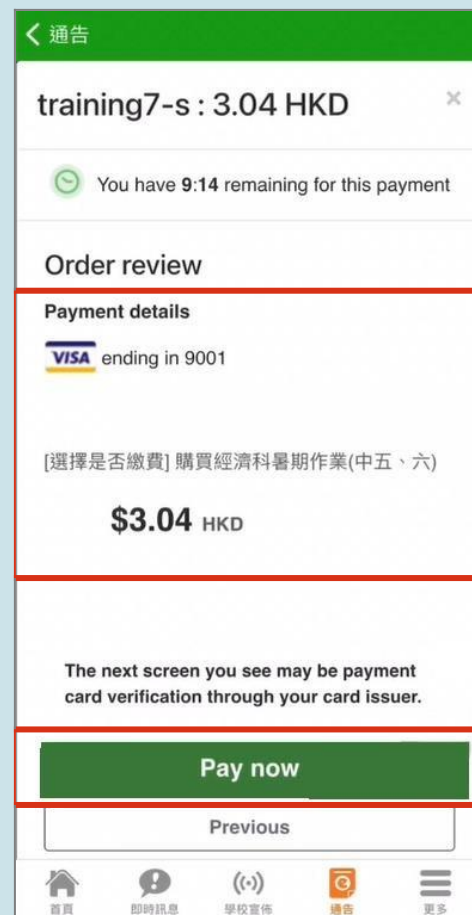 通告
training7-s : 3.04 HKD ×
You have 9:14 remaining for this payment
Order review
Payment details
VISA ending in 9001
[選擇是否繳費] 購買經濟科暑期作業(中五、六)
$3.04 HKD
The next screen you see may be payment
card verification through your card issuer.
Pay now
Previous
首頁 即時訊息 學校宣佈 通告 更多